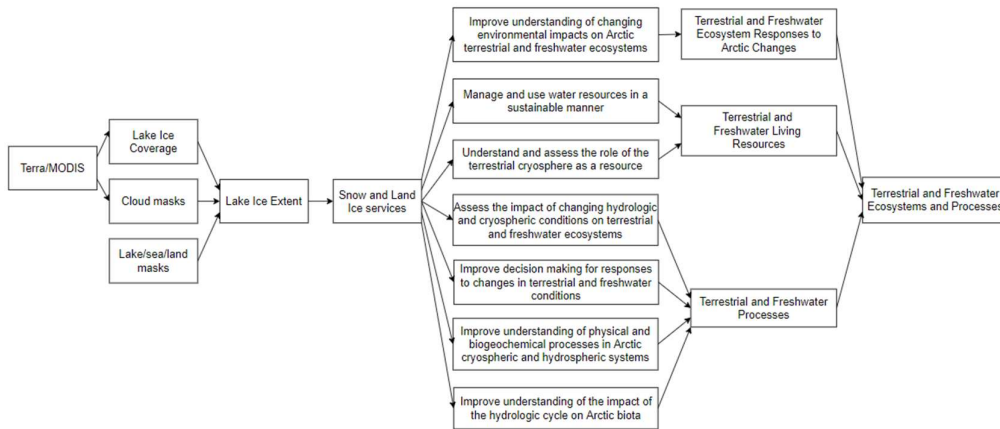 Terra/MODIS
Lake Ice
Coverage
Cloud masks
Lake/sea/land
masks
Lake Ice Extent
Snow and Land
Ice services
Improve understanding of changing
environmental impacts on Arctic
terrestrial and freshwater ecosystems
Manage and use water resources in a
sustainable manner
Understand and assess the role of the
terrestrial cryosphere as a resource
Assess the impact of changing hydrologic
and cryospheric conditions on terrestrial
and freshwater ecosystems
Improve decision making for responses
to changes in terrestrial and freshwater
conditions
Improve understanding of physical and
biogeochemical processes in Arctic
cryospheric and hydrospheric systems
Improve understanding of the impact of
the hydrologic cycle on Arctic biota
Terrestrial and Freshwater
Ecosystem Responses to
Arctic Changes
Terrestrial and
Freshwater Living
Resources
Terrestrial and Freshwater
Processes
Terrestrial and Freshwater
Ecosystems and Processes